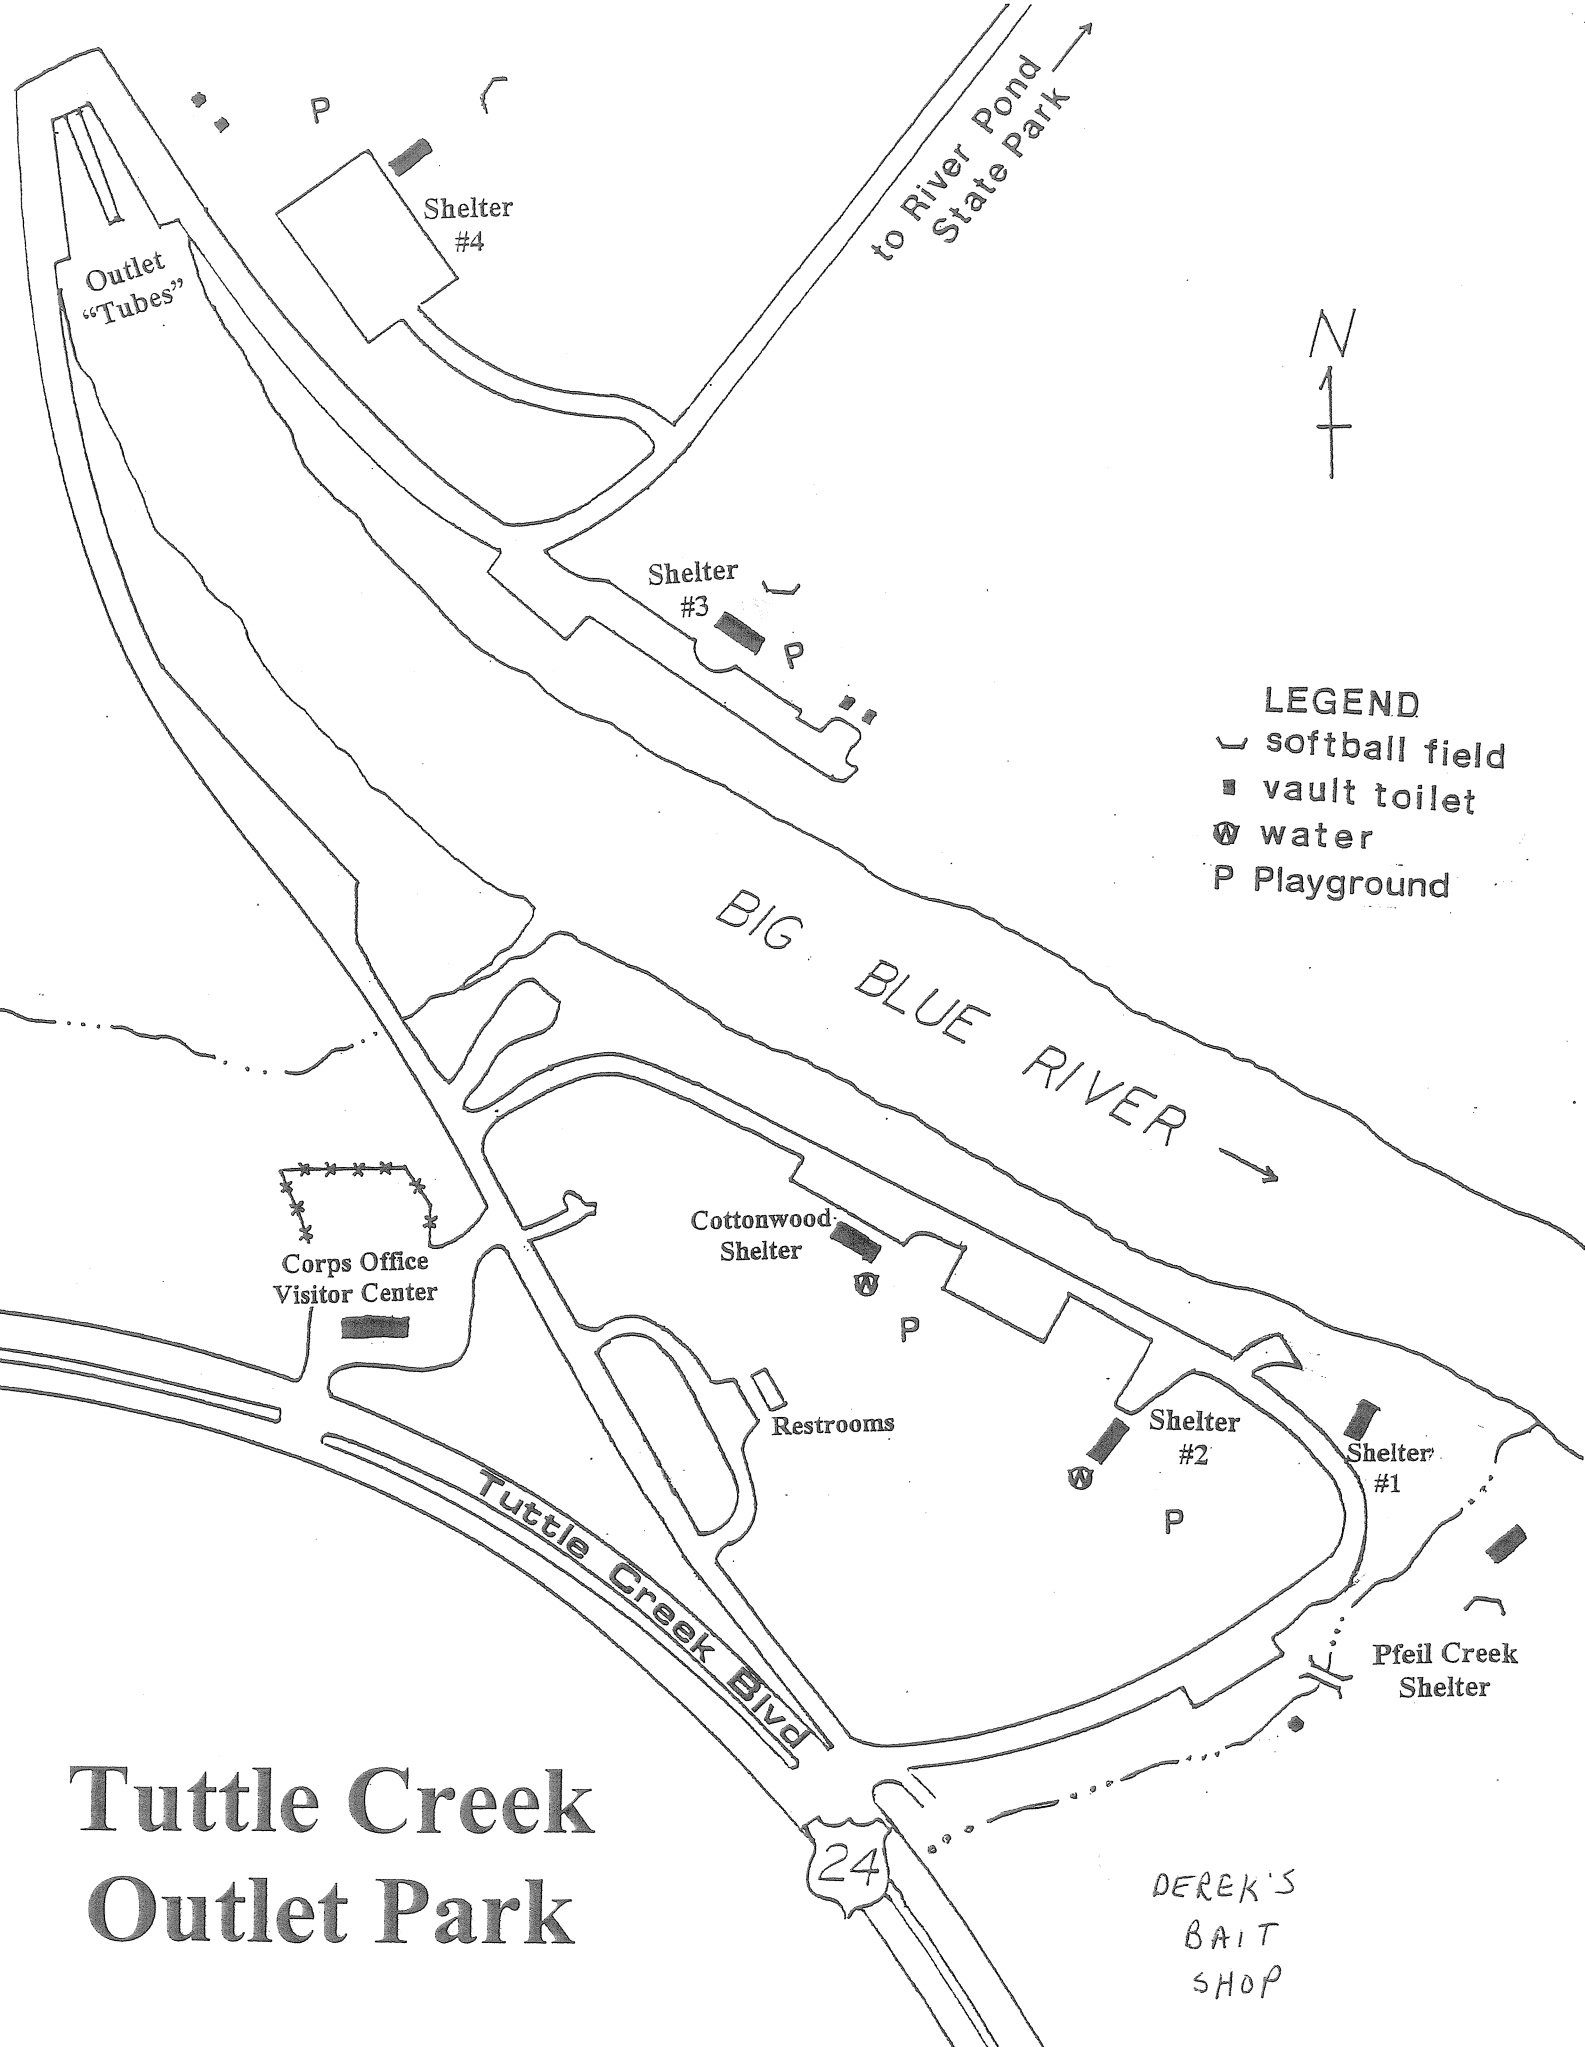 P
to River Pond
State Park
Shelter
#4
Outlet
“Tubes”
N
Shelter
#3
P
LEGEND
softball field
vault toilet
W water
P Playground
BIG BLUE RIVER
Corps Office
Visitor Center
Cottonwood
Shelter
W
P
Restrooms
Shelter
#2
W
P
Shelter
#1
Tuttle Creek Blvd
Pfeil Creek
Shelter
Tuttle Creek
Outlet Park
24
DEREK'S
BAIT
SHOP